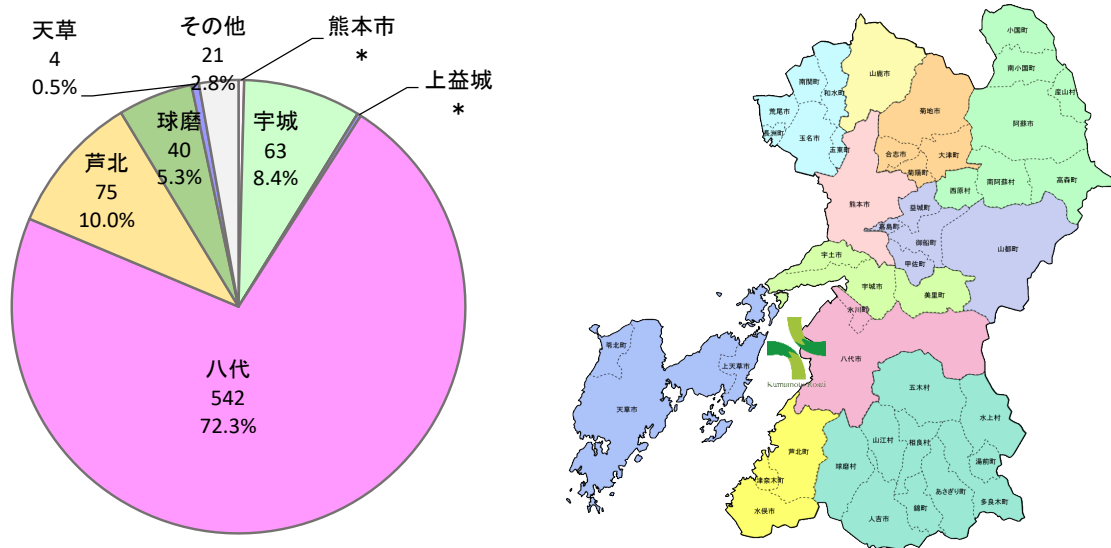 天草
4
0.5%
その他
21
2.8%
熊本市
*
上益城
*
宇城
63
8.4%
球磨
40
5.3%
芦北
75
10.0%
八代
542
72.3%
小国町
南小国町
産山村
山鹿市
南関町
和水町
荒尾市
菊池市
阿蘇市
長洲町
玉名市
玉東町
合志市
大津町
菊陽町
西原村
南阿蘇村
高森町
熊本市
益城町
嘉島町
御船町
山都町
甲佐町
宇土市
宇城市
美里町
氷川町
八代市
苓北町
上天草市
天草市
五木村
水上村
芦北町
山江村
相良村
球磨村
湯前町
津奈木町
あさぎり町
多良木町
水俣市
人吉市
錦町